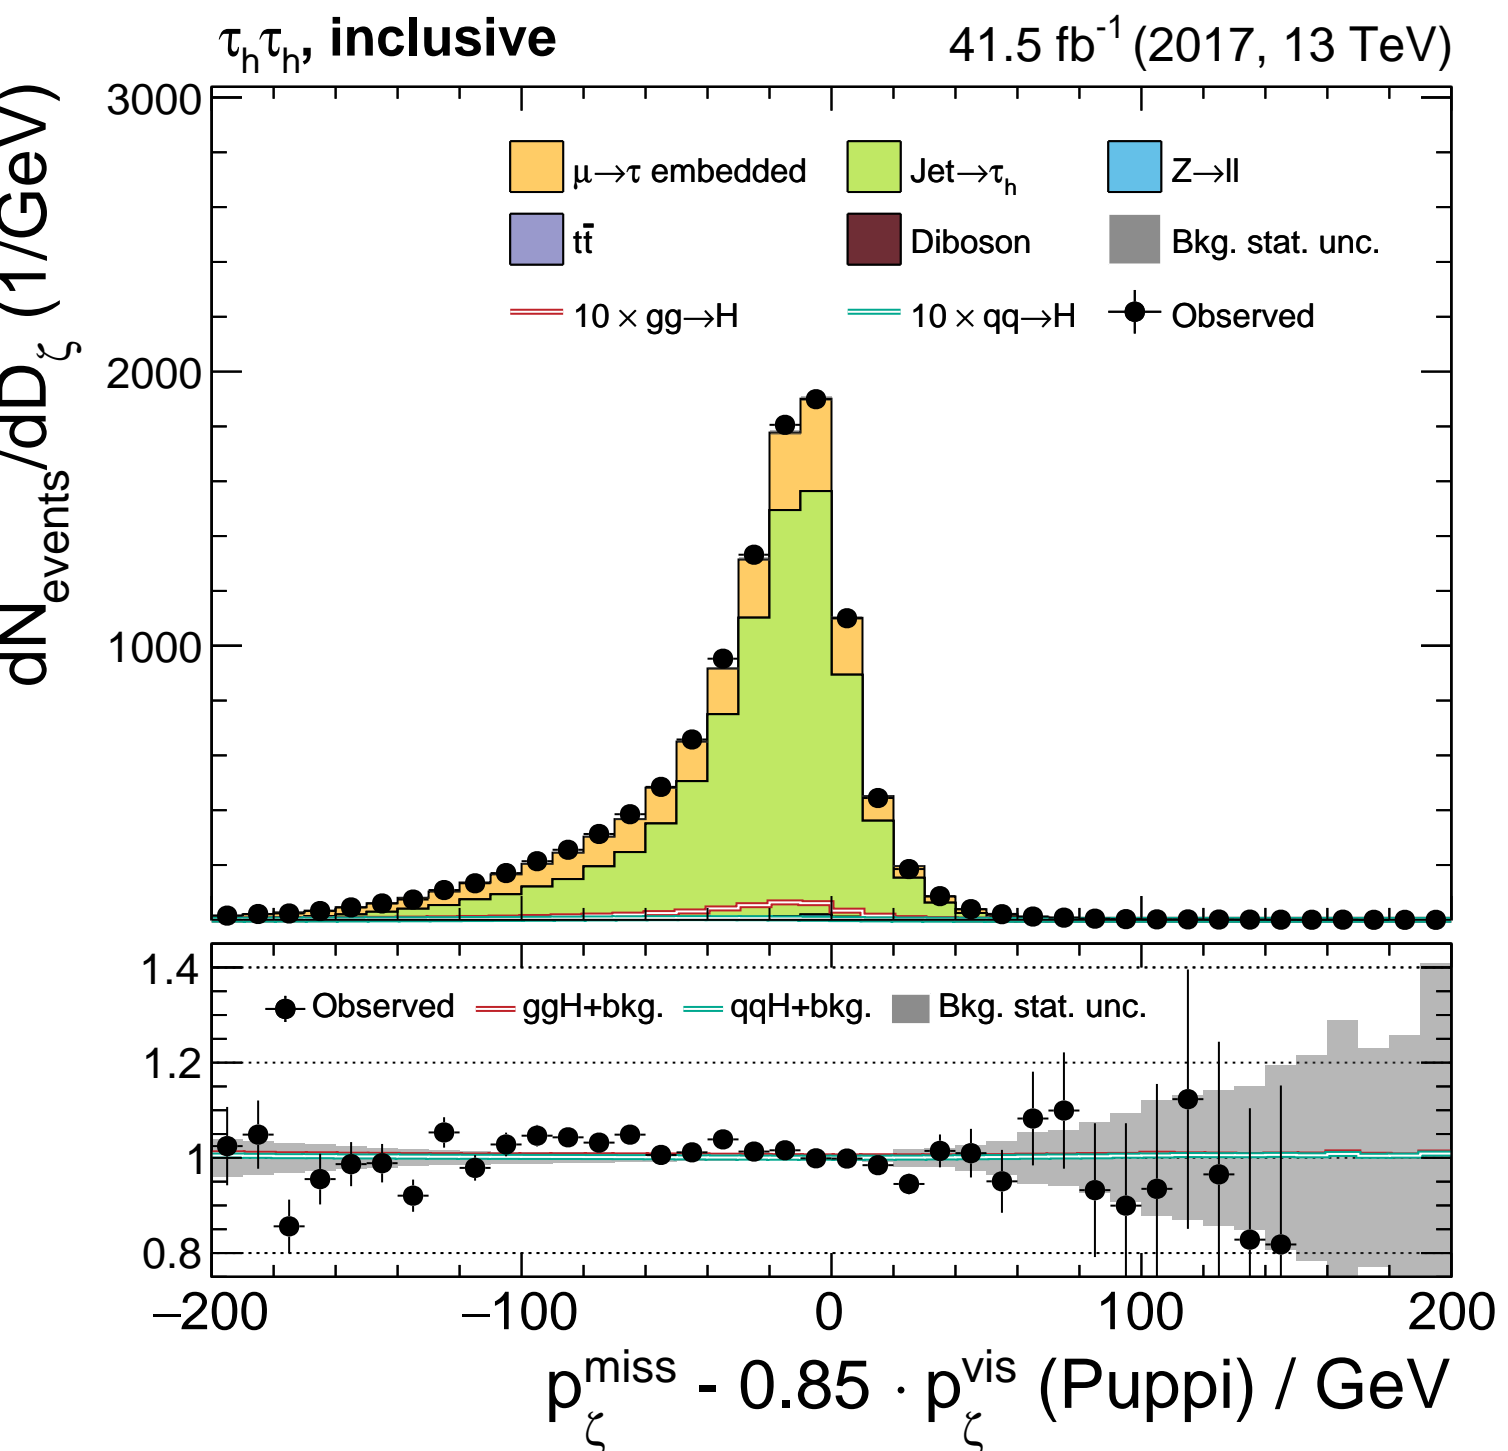 τhτh, inclusive 41.5 fb-1 (2017, 13 TeV)
dNevents/dDζ (1/GeV)
3000
2000
1000
μ→τ embedded Jet→τh Z→ll
tt̄ Diboson Bkg. stat. unc.
10 × gg→H 10 × qq→H Observed
1.4
1.2
1
0.8
Observed ggH+bkg. qqH+bkg. Bkg. stat. unc.
−200 −100 0 100 200
pζmiss - 0.85 · pζvis (Puppi) / GeV